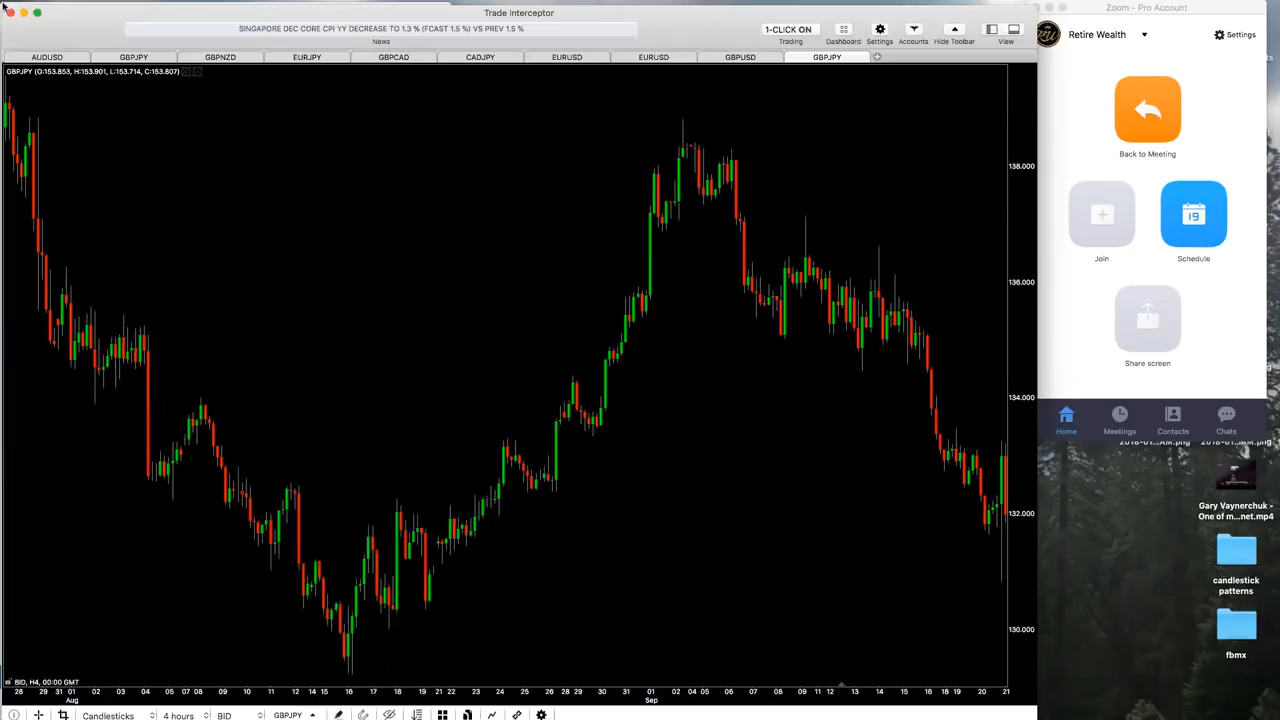 Trade Interceptor
SINGAPORE DEC CORE CPI YY DECREASE TO 1.3 % (FCAST 1.5 %) VS PREV 1.5 %
News
1-CLICK ON
Trading
Dashboard
Settings
Accounts
Hide Toolbar
View
AUDUSD GBPJPY GBPNZD EURJPY GBPCAD CADJPY EURUSD EURUSD GBPUSD GBPJPY
GBPJPY (O:153.853, H:153.901, L:153.714, C:153.807)
138.000
136.000
134.000
132.000
130.000
BID, H4, 00:00 GMT
28 29 31 01 02 03 04 05 07 08 09 10 11 12 14 15 16 17 18 19 21 22 23 24 25 26 28 29 30 31 01 02 04 05 06 07 08 09 11 12 13 14 15 16 18 19 20 21
Aug Sep
Candlesticks 4 hours BID GBPJPY
Zoom - Pro Account
Retire Wealth
Settings
Back to Meeting
Join
19
Schedule
Share screen
Home Meetings Contacts Chats
Gary Vaynerchuk -
One of m...net.mp4
candlestick
patterns
fbmx